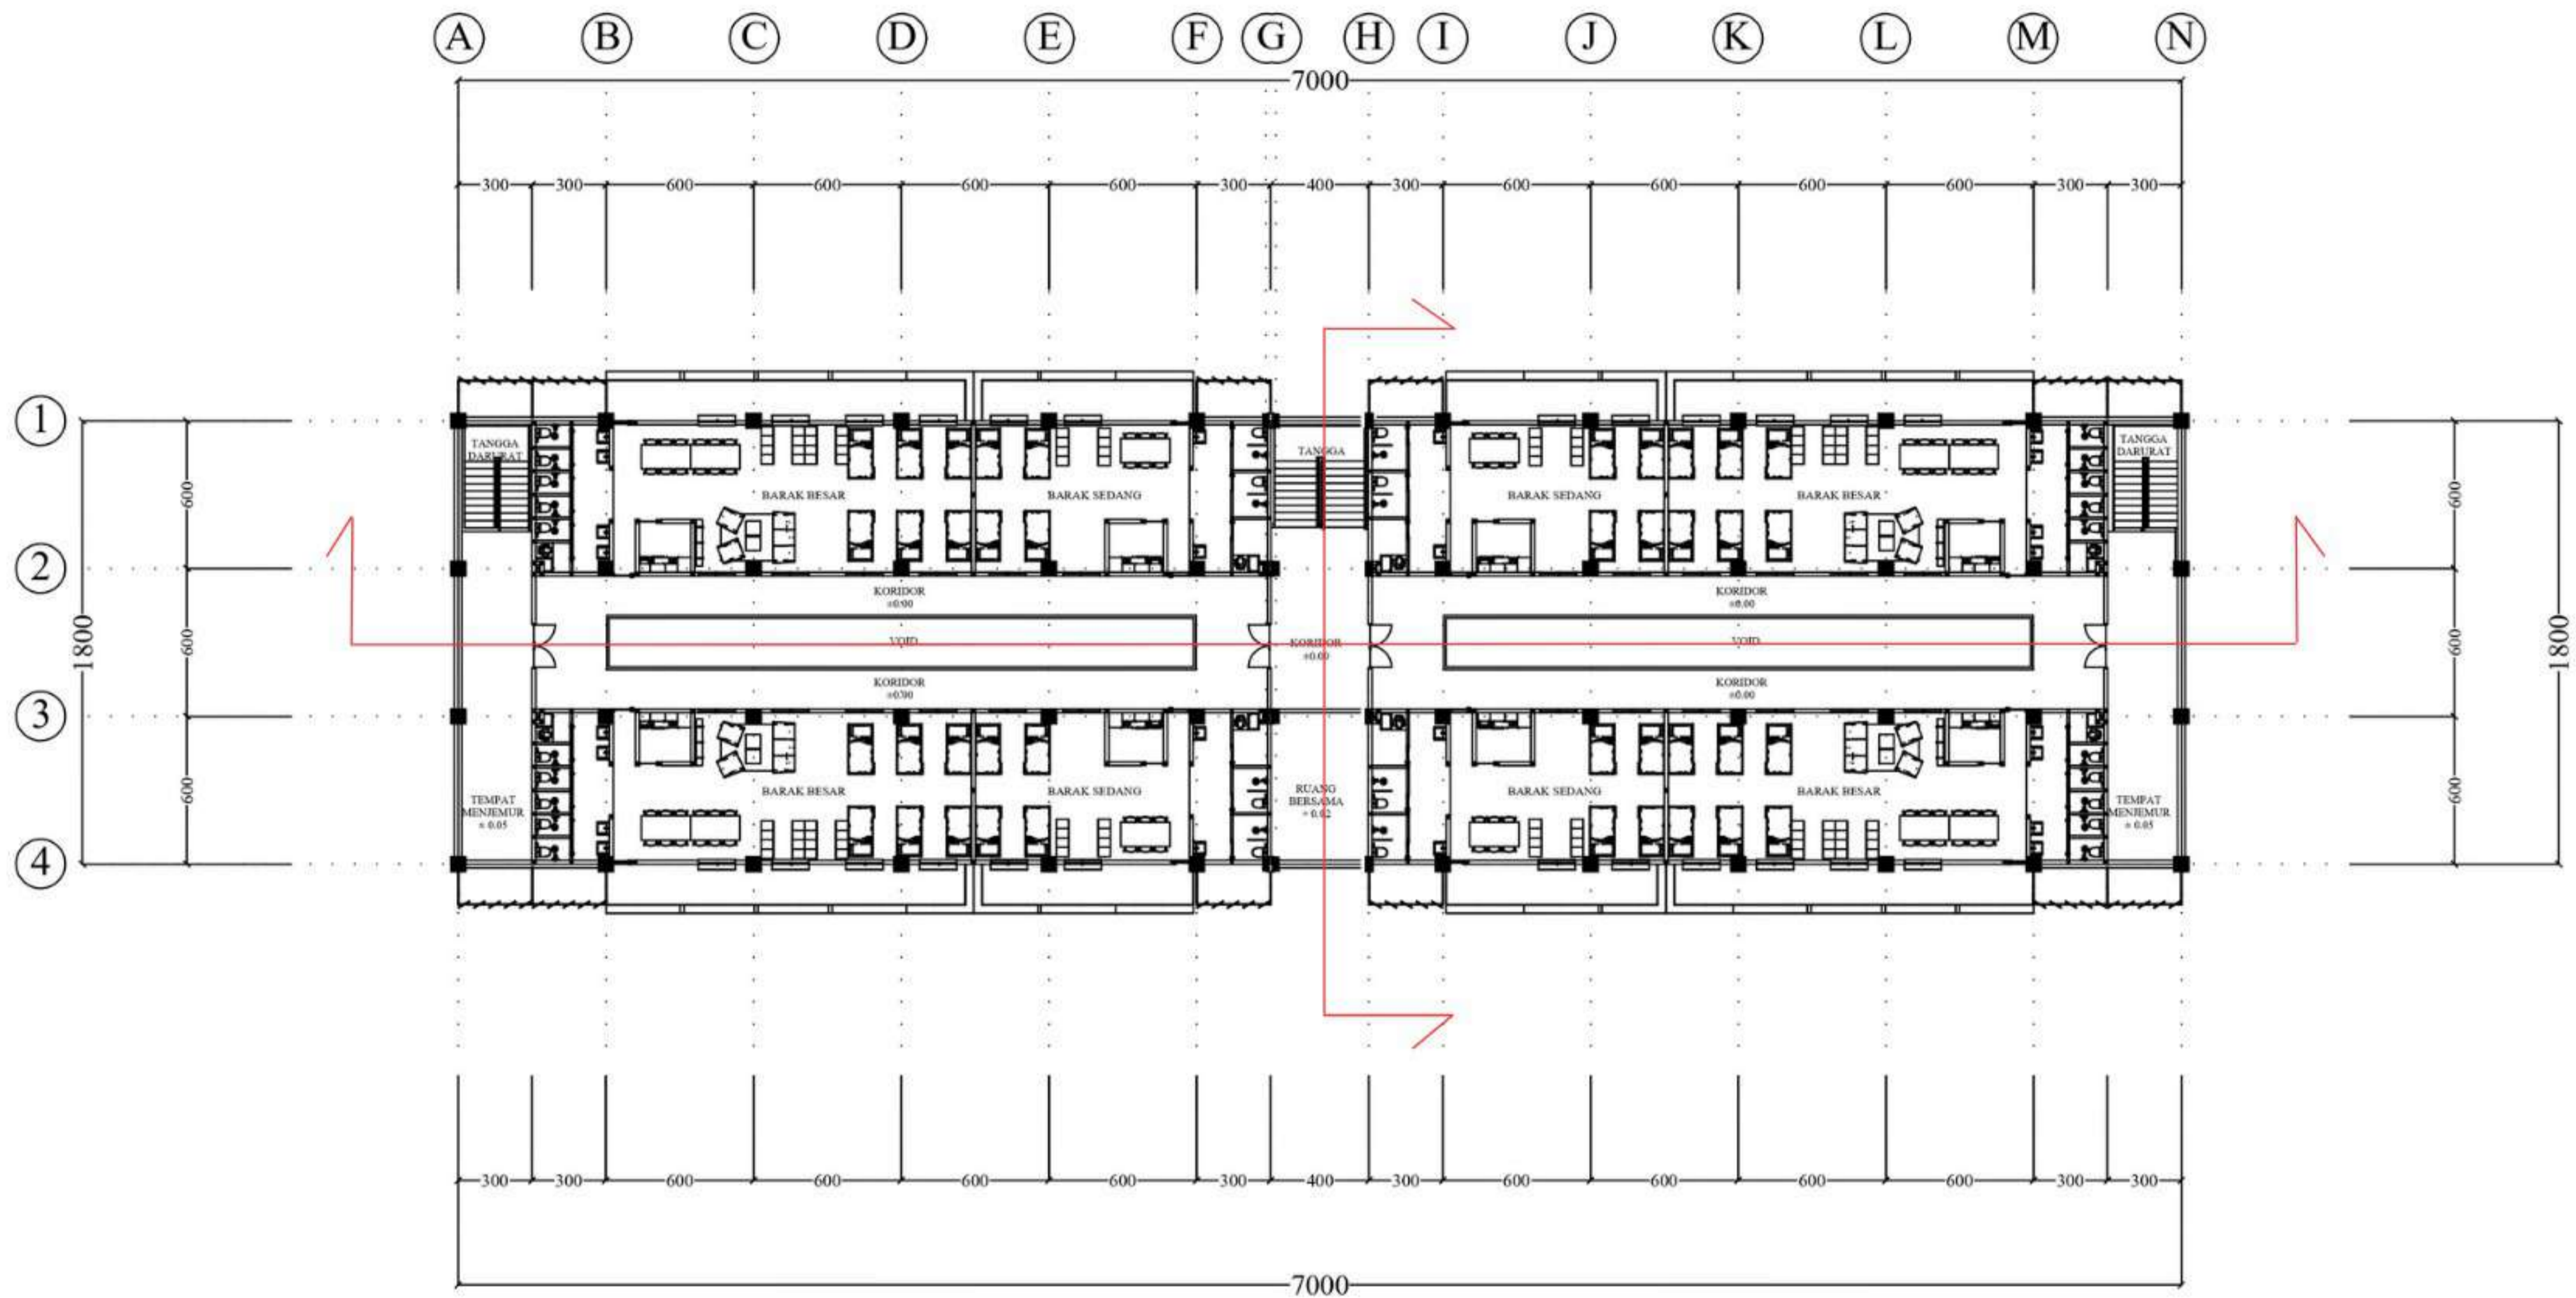 A B C D E F G H I J K L M N
7000
300 300 600 600 600 600 300 400 300 600 600 600 600 300 300
1
TANGGA
DARURAT
TANGGA
TANGGA
DARURAT
BARAK BESAR
BARAK SEDANG
BARAK SEDANG
BARAK BESAR
600
600
2
KORIDOR
±0.00
KORIDOR
±0.00
1800
600
VOID
KORIDOR
±0.00
VOID
600
1800
KORIDOR
±0.00
KORIDOR
±0.00
3
600
BARAK BESAR
BARAK SEDANG
RUANG
BERSAMA
BARAK SEDANG
BARAK BESAR
600
TEMPAT
MENJEMUR
± 0.05
TEMPAT
MENJEMUR
± 0.05
4
300 300 600 600 600 600 300 400 300 600 600 600 600 300 300
7000